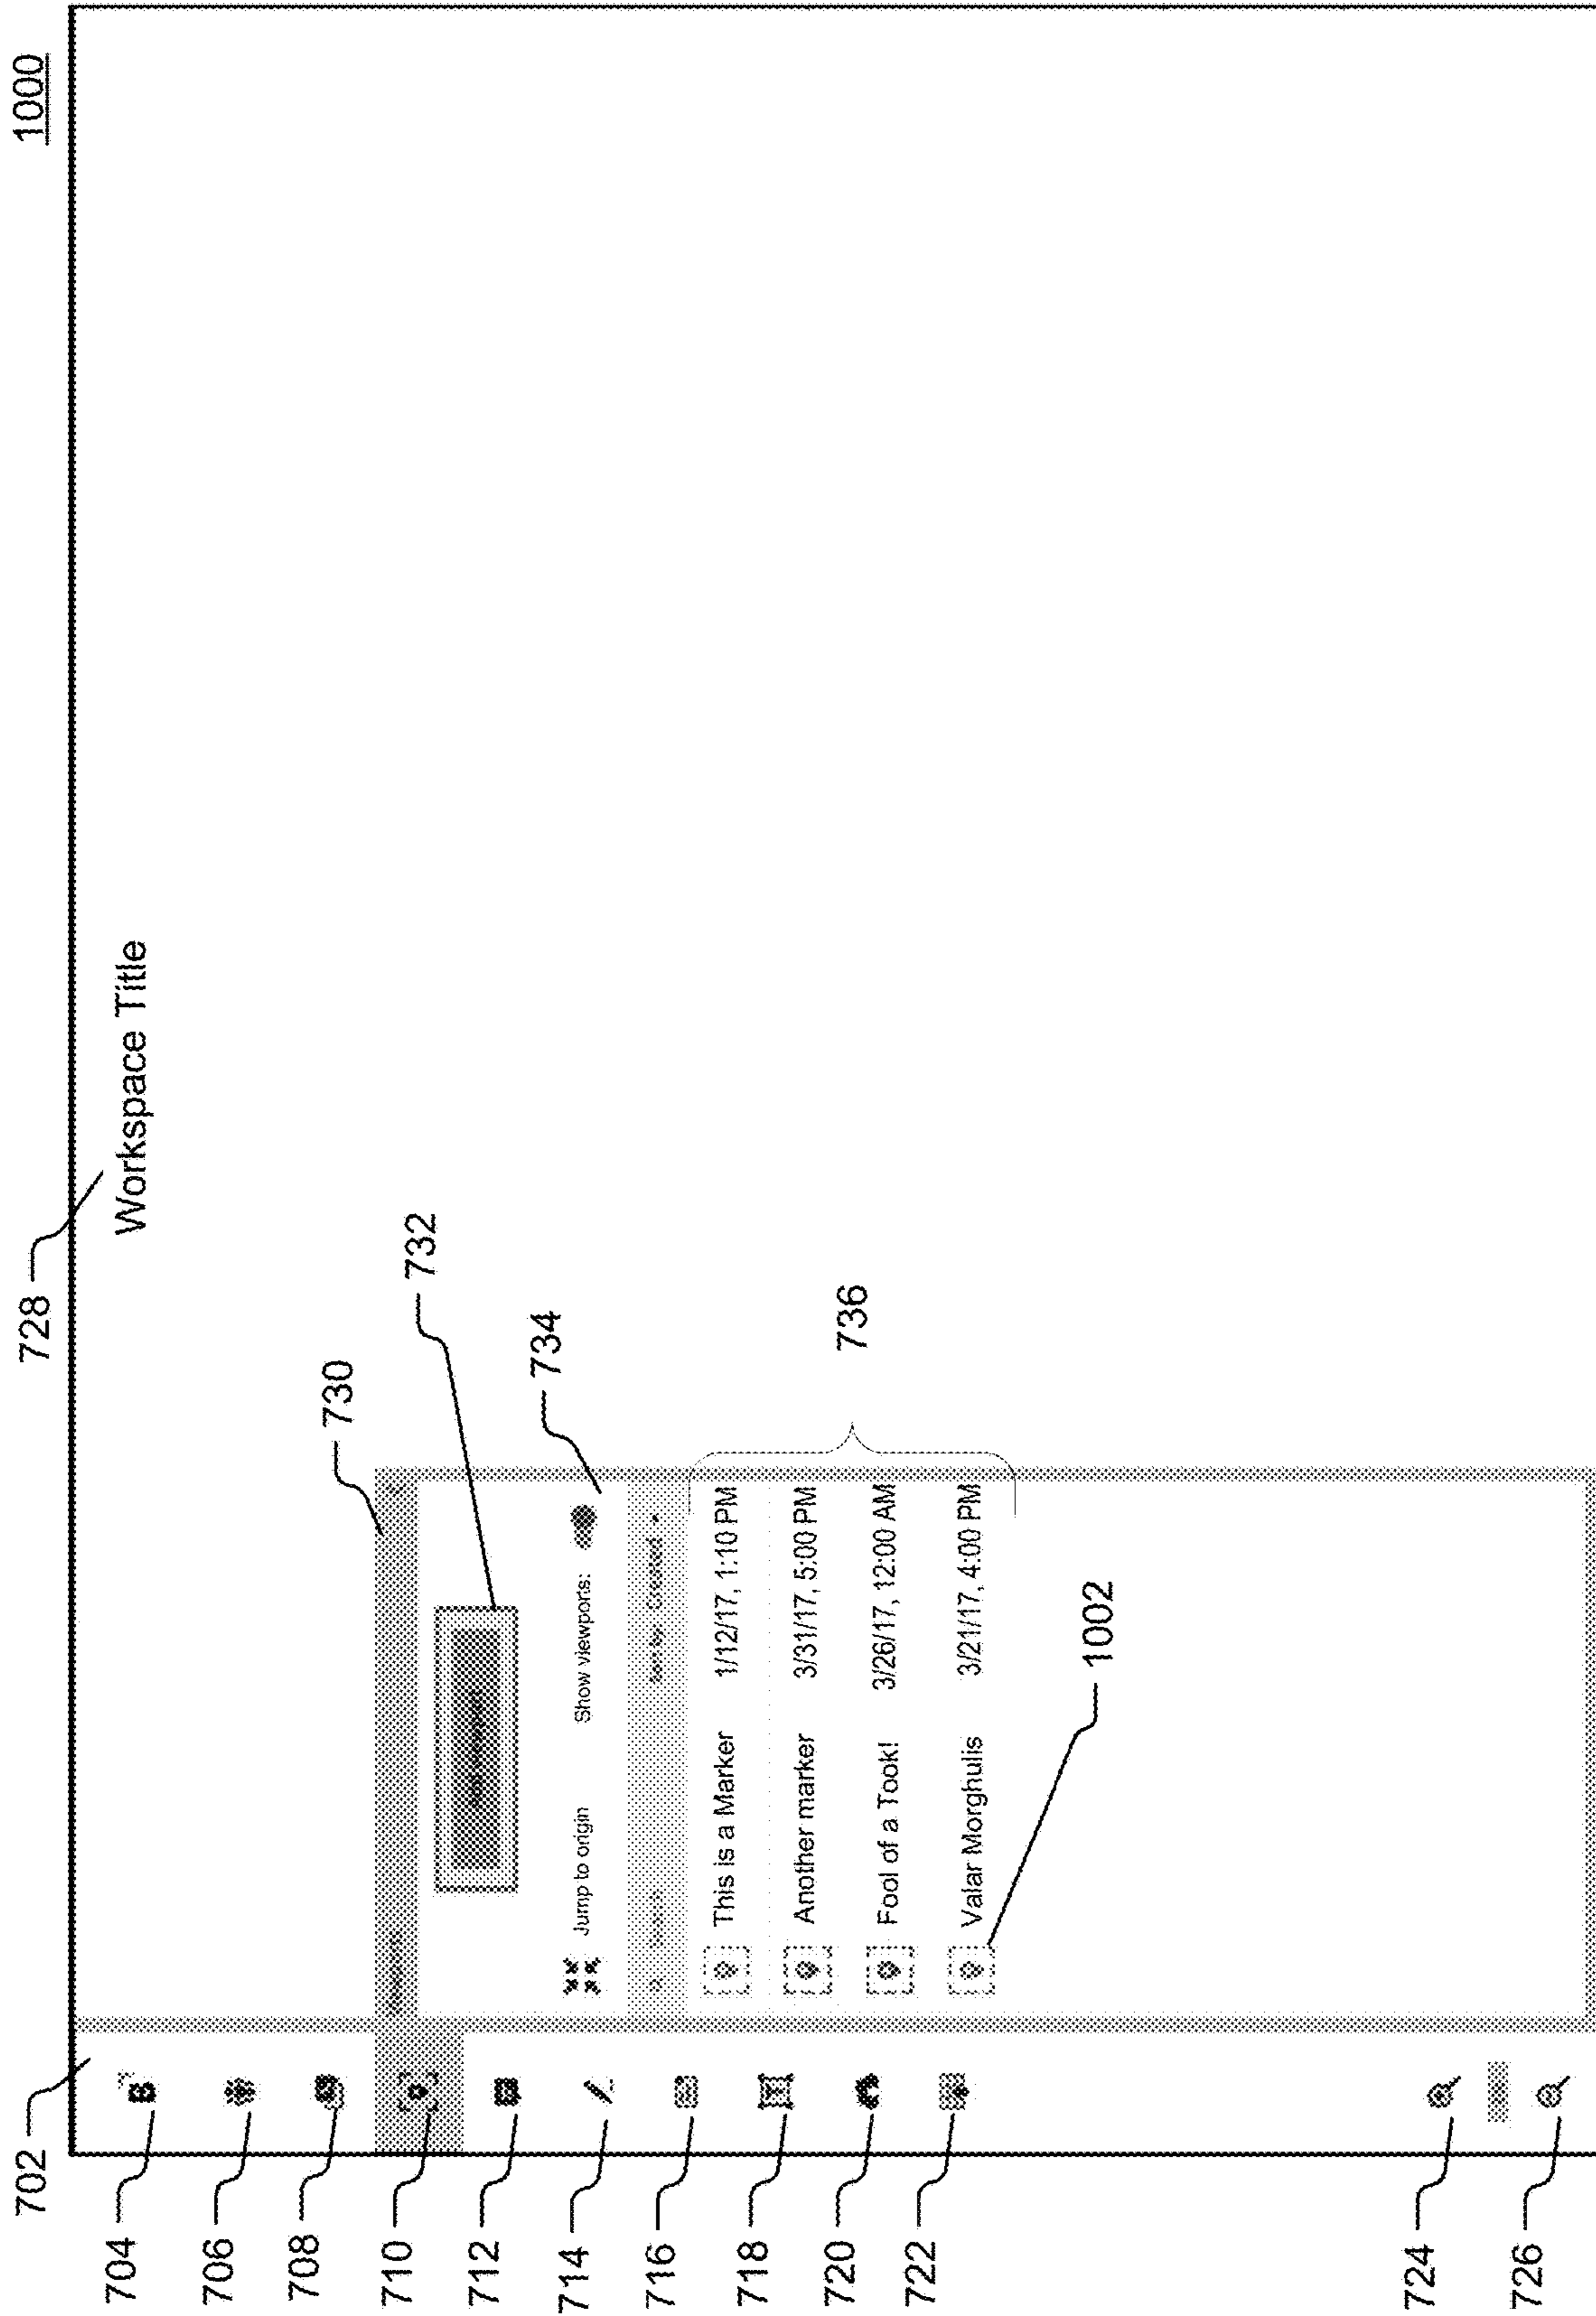 1000
728
Workspace Title
702
704
706
708
710
712
714
716
718
720
722
724
726
730
732
734
Jump to origin Show viewports:
Sort by: Created
736
This is a Marker 1/12/17, 1:10 PM
Another marker 3/31/17, 5:00 PM
Fool of a Took! 3/26/17, 12:00 AM
Valar Morghulis 3/21/17, 4:00 PM
1002